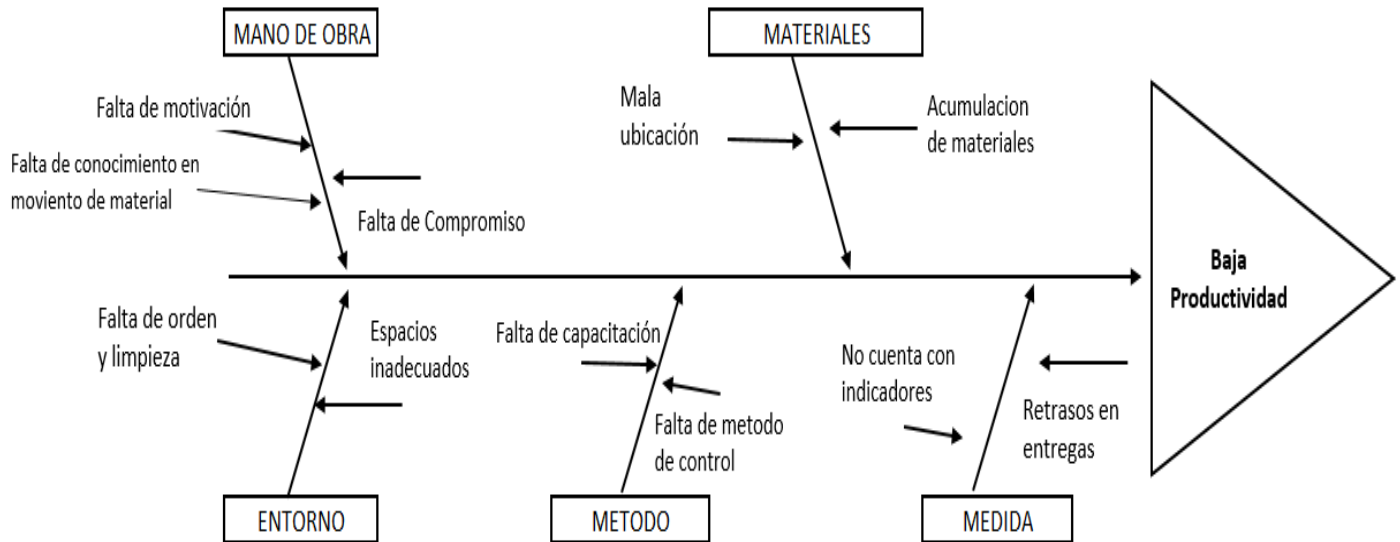 MANO DE OBRA
MATERIALES
Falta de motivación
Falta de conocimiento en
moviento de material
Falta de Compromiso
Mala
ubicación
Acumulacion
de materiales
Baja
Productividad
Falta de orden
y limpieza
Espacios
inadecuados
Falta de capacitación
Falta de metodo
de control
No cuenta con
indicadores
Retrasos en
entregas
ENTORNO
METODO
MEDIDA